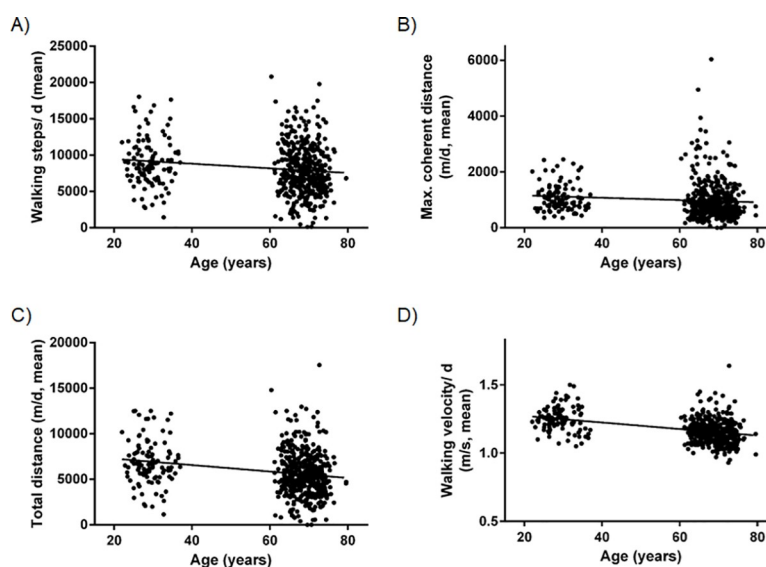 A)
Walking steps/ d (mean)
25000
20000
15000
10000
5000
0
20 40 60 80
Age (years)
B)
Max. coherent distance
(m/d, mean)
6000
4000
2000
0
20 40 60 80
Age (years)
C)
Total distance (m/d, mean)
20000
15000
10000
5000
0
20 40 60 80
Age (years)
D)
Walking velocity/ d
(m/s, mean)
1.5
1.0
0.5
20 40 60 80
Age (years)